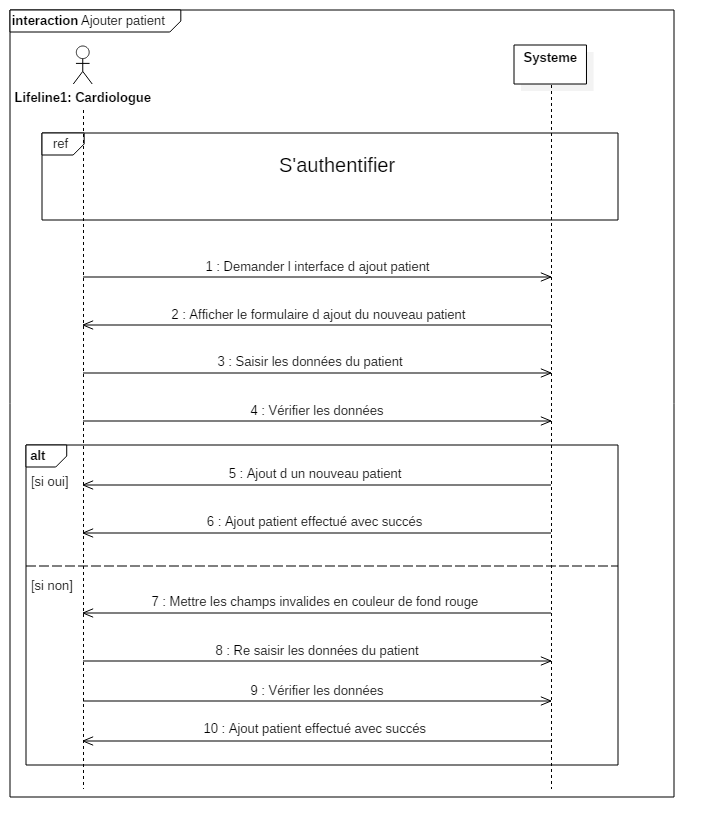 interaction Ajouter patient
Systeme
Lifeline1: Cardiologue
ref
S'authentifier
1 : Demander l interface d ajout patient
2 : Afficher le formulaire d ajout du nouveau patient
3 : Saisir les données du patient
4 : Vérifier les données
alt
5 : Ajout d un nouveau patient
[si oui]
6 : Ajout patient effectué avec succés
[si non]
7 : Mettre les champs invalides en couleur de fond rouge
8 : Re saisir les données du patient
9 : Vérifier les données
10 : Ajout patient effectué avec succés